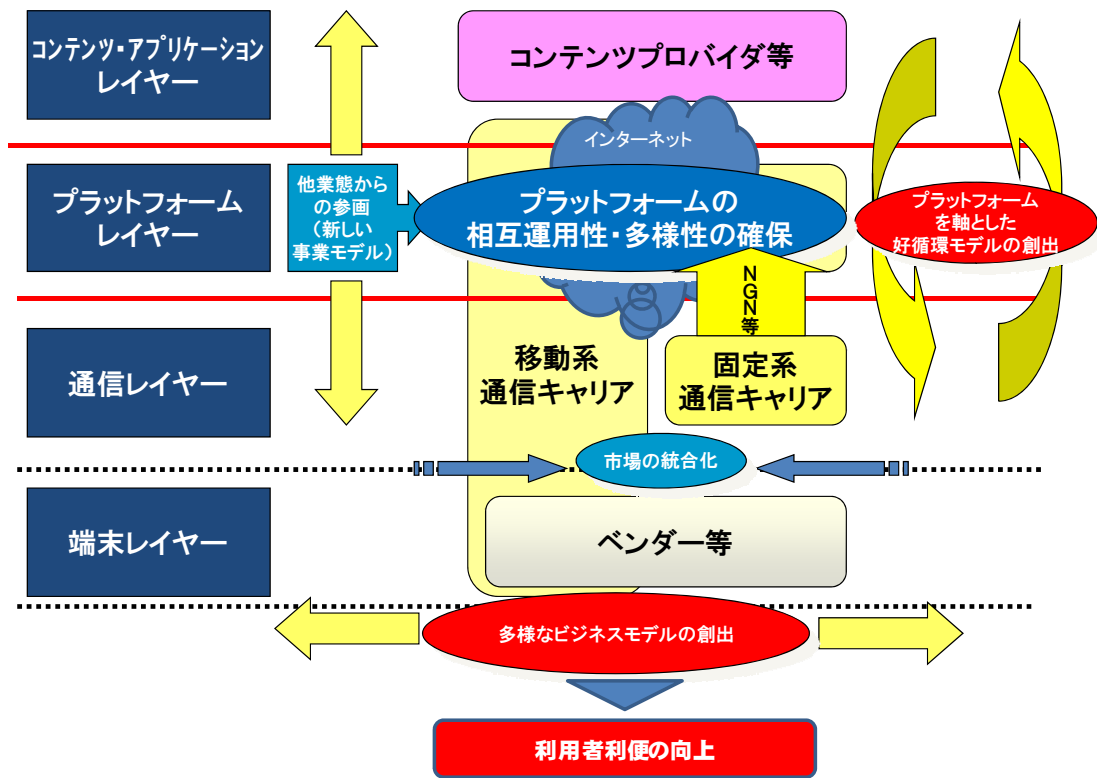 コンテンツ・アプリケーション
レイヤー
コンテンツプロバイダ等
インターネット
プラットフォーム
レイヤー
他業態から
の参画
（新しい
事業モデル）
プラットフォームの
相互運用性・多様性の確保
プラットフォーム
を軸とした
好循環モデルの創出
NGN等
通信レイヤー
移動系
通信キャリア
固定系
通信キャリア
市場の統合化
端末レイヤー
ベンダー等
多様なビジネスモデルの創出
利用者利便の向上